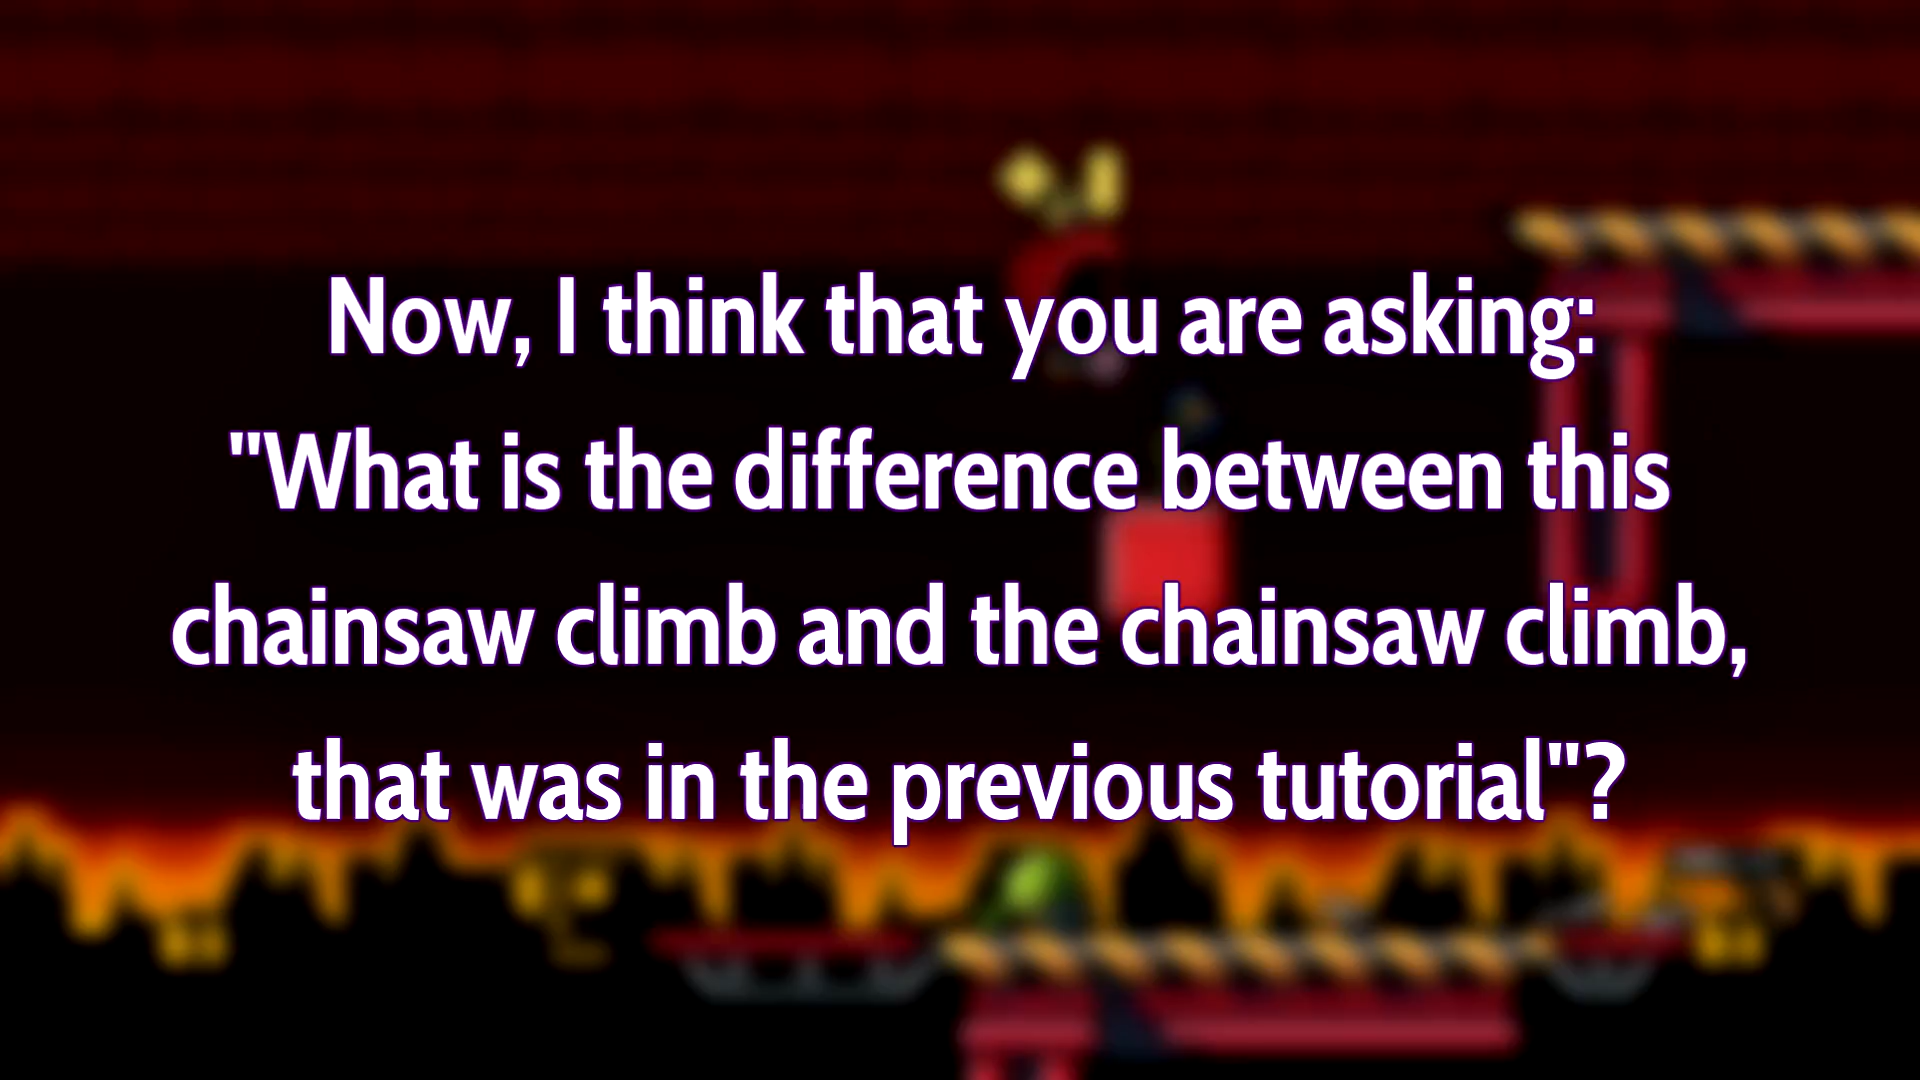 Now, I think that you are asking:
"What is the difference between this
chainsaw climb and the chainsaw climb,
that was in the previous tutorial"?